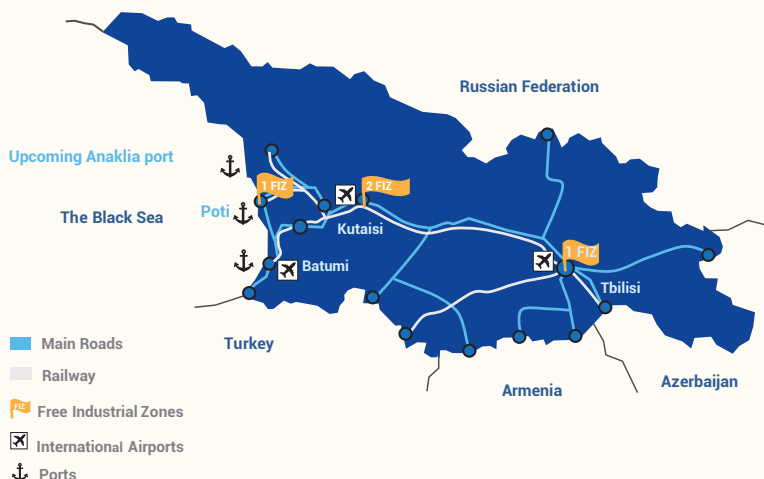 Russian Federation
Upcoming Anaklia port
1 FIZ
2 FIZ
Poti
The Black Sea
Kutaisi
1 FIZ
Batumi
Tbilisi
Turkey
Main Roads
Railway
Azerbaijan
Armenia
FIZ
Free Industrial Zones
International Airports
Ports